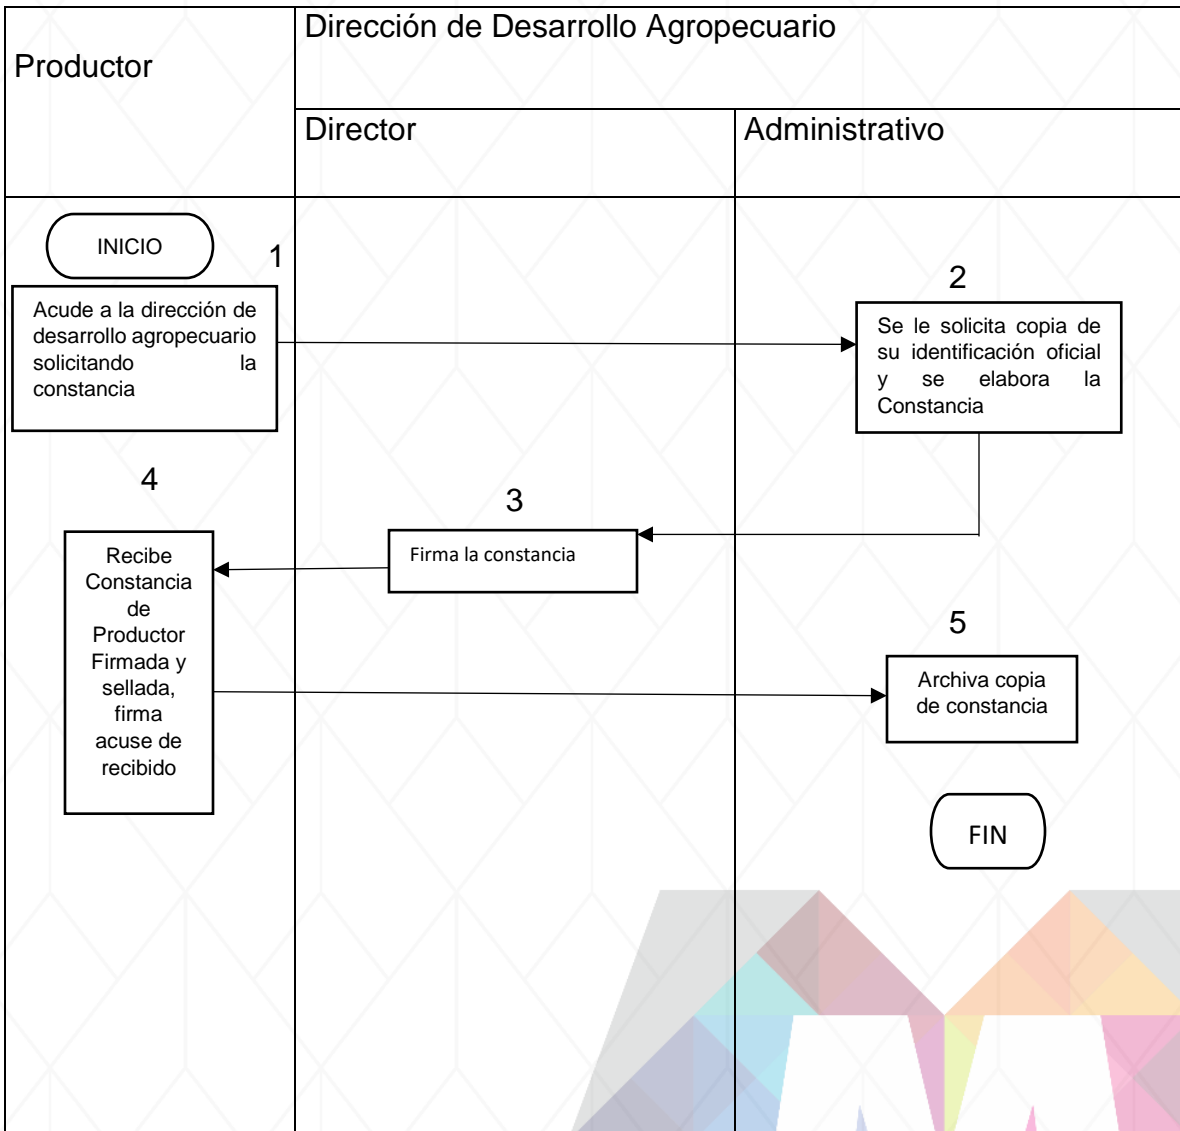 Productor
Dirección de Desarrollo Agropecuario
Director
Administrativo
INICIO
1
Acude a la dirección de
desarrollo agropecuario
solicitando la
constancia
2
Se le solicita copia de
su identificación oficial
y se elabora la
Constancia
3
Firma la constancia
4
Recibe
Constancia
de
Productor
Firmada y
sellada,
firma
acuse de
recibido
5
Archiva copia
de constancia
FIN